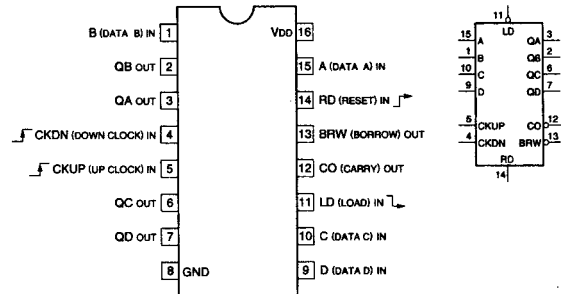 B (DATA B) IN 1
QB OUT 2
QA OUT 3
CKDN (DOWN CLOCK) IN 4
CKUP (UP CLOCK) IN 5
QC OUT 6
QD OUT 7
8 GND
VDD 16
15 A (DATA A) IN
14 RD (RESET) IN
13 BRW (BORROW) OUT
12 CO (CARRY) OUT
11 LD (LOAD) IN
10 C (DATA C) IN
9 D (DATA D) IN
11
LD
15 A QA 3
1 B QB 2
10 C QC 6
9 D QD 7
5 CKUP CO 12
4 CKDN BRW 13
RD
14